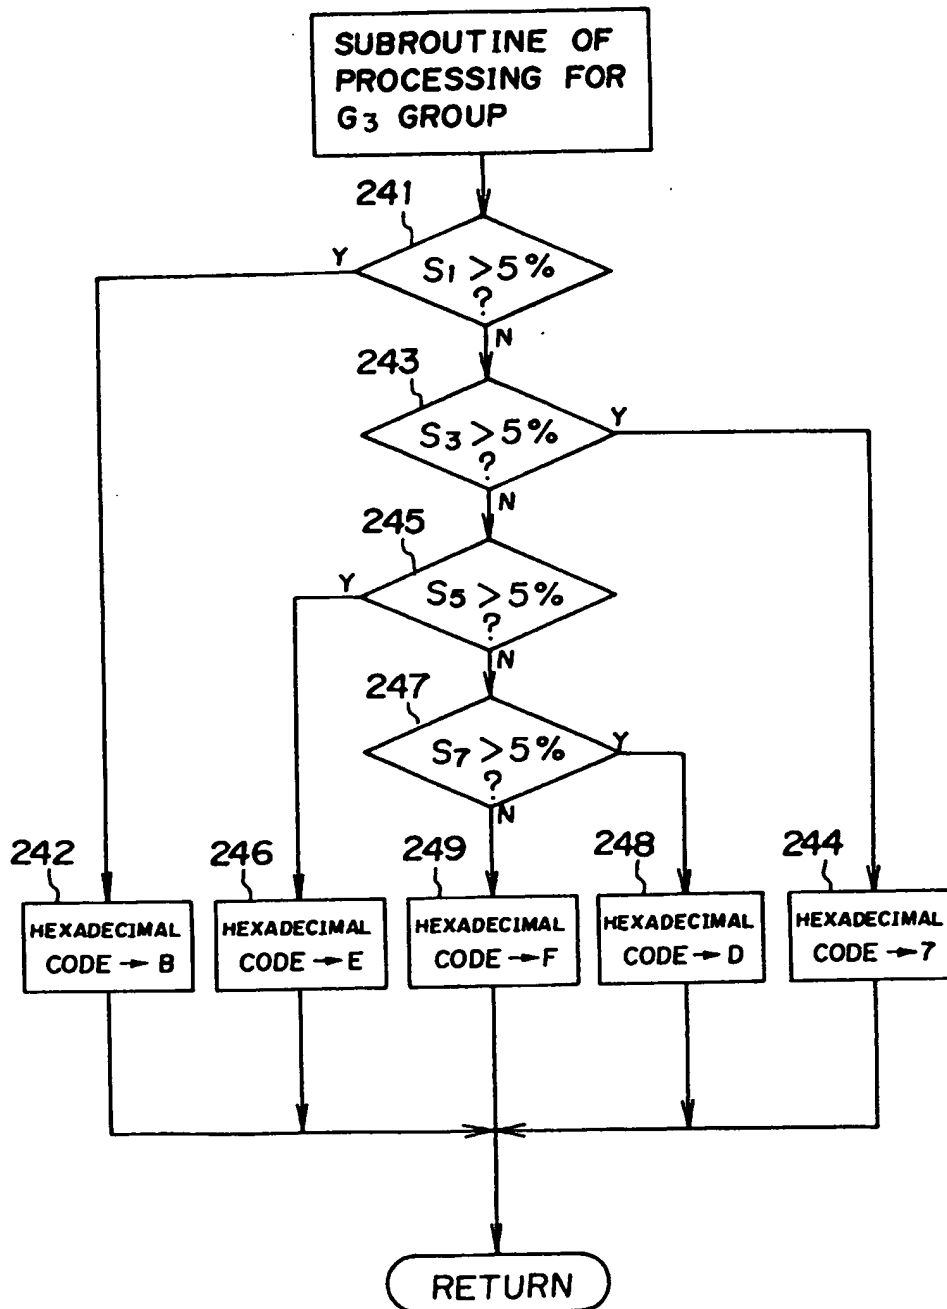 SUBROUTINE OF
PROCESSING FOR
G3 GROUP
241
Y
S1 > 5%
?
N
243
Y
S3 > 5%
?
N
245
Y
S5 > 5%
?
N
247
Y
S7 > 5%
?
N
242
HEXADECIMAL
CODE → B
246
HEXADECIMAL
CODE → E
249
HEXADECIMAL
CODE → F
248
HEXADECIMAL
CODE → D
244
HEXADECIMAL
CODE → 7
RETURN